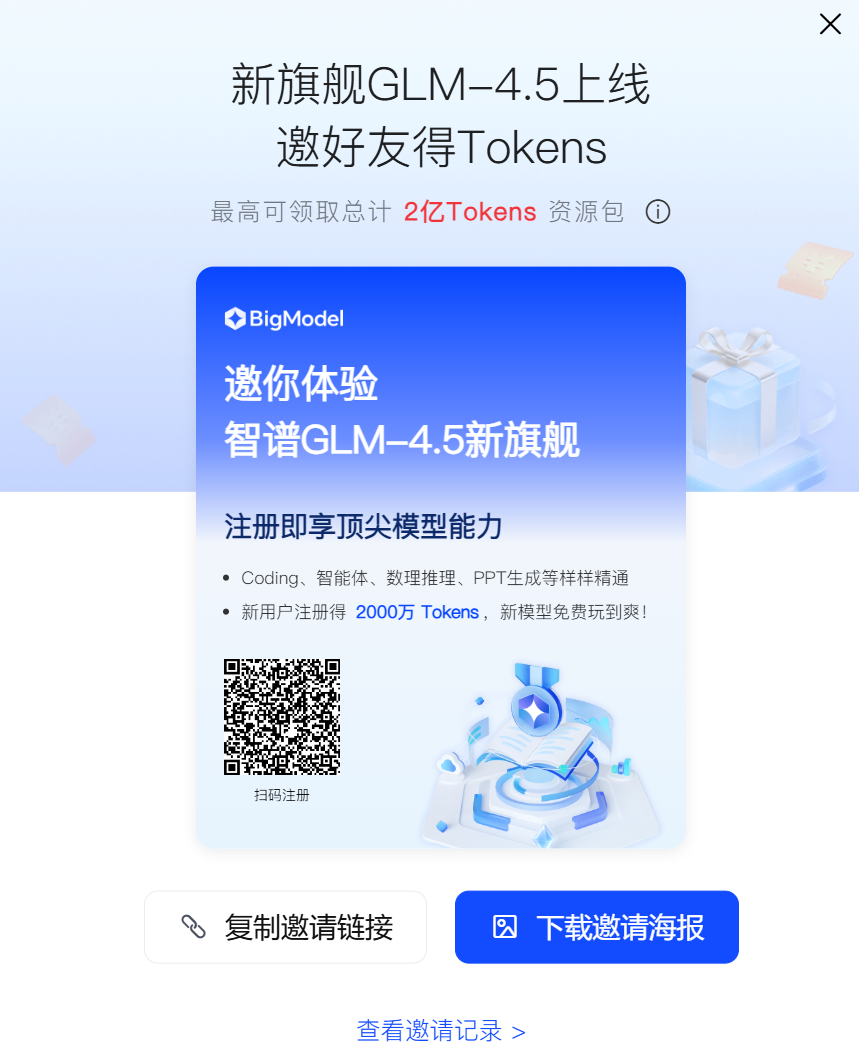 新旗舰GLM-4.5上线
邀好友得Tokens
最高可领取总计 2亿Tokens 资源包
BigModel
邀你体验
智谱GLM-4.5新旗舰
注册即享顶尖模型能力
• Coding、智能体、数理推理、PPT生成等样样精通
• 新用户注册得 2000万 Tokens ，新模型免费玩到爽！
扫码注册
复制邀请链接
下载邀请海报
查看邀请记录 >